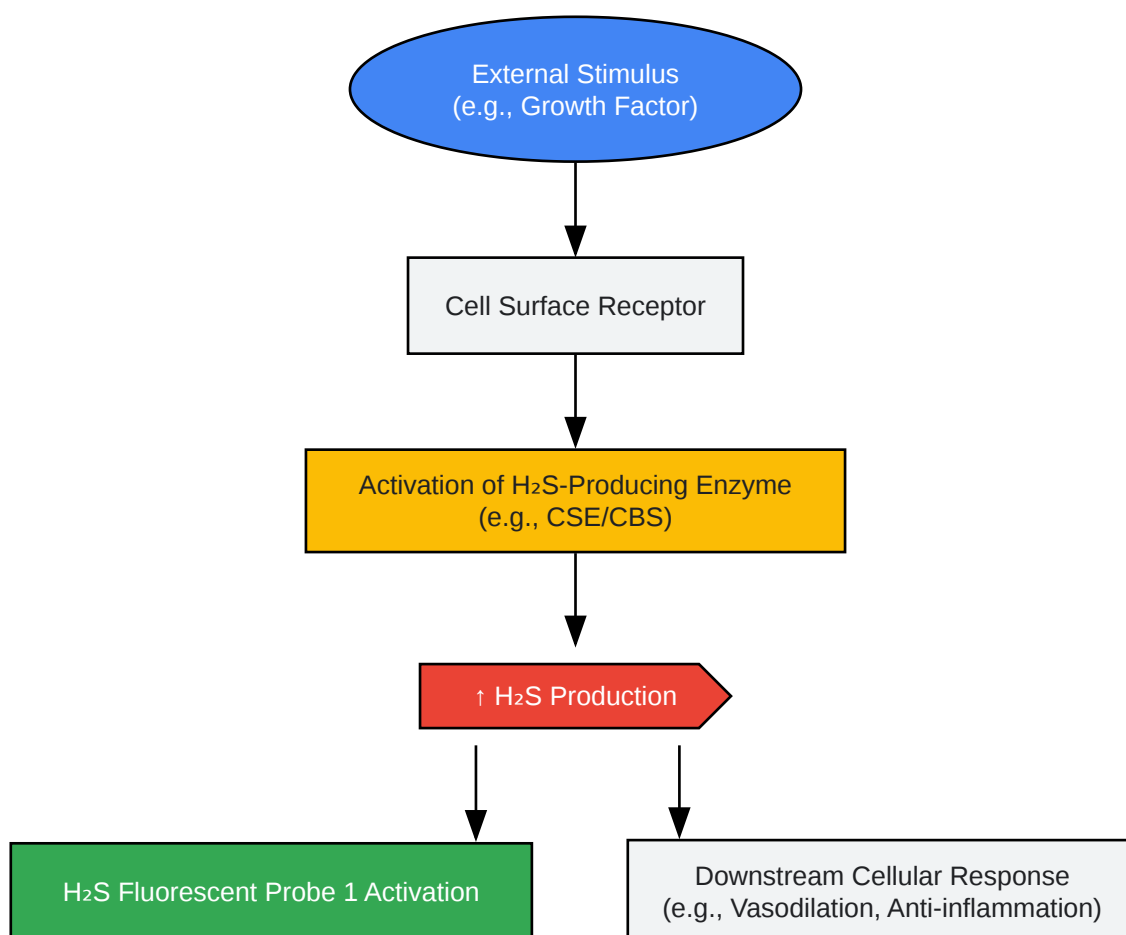 External Stimulus
(e.g., Growth Factor)
Cell Surface Receptor
Activation of H₂S-Producing Enzyme
(e.g., CSE/CBS)
↑ H₂S Production
H₂S Fluorescent Probe 1 Activation
Downstream Cellular Response
(e.g., Vasodilation, Anti-inflammation)